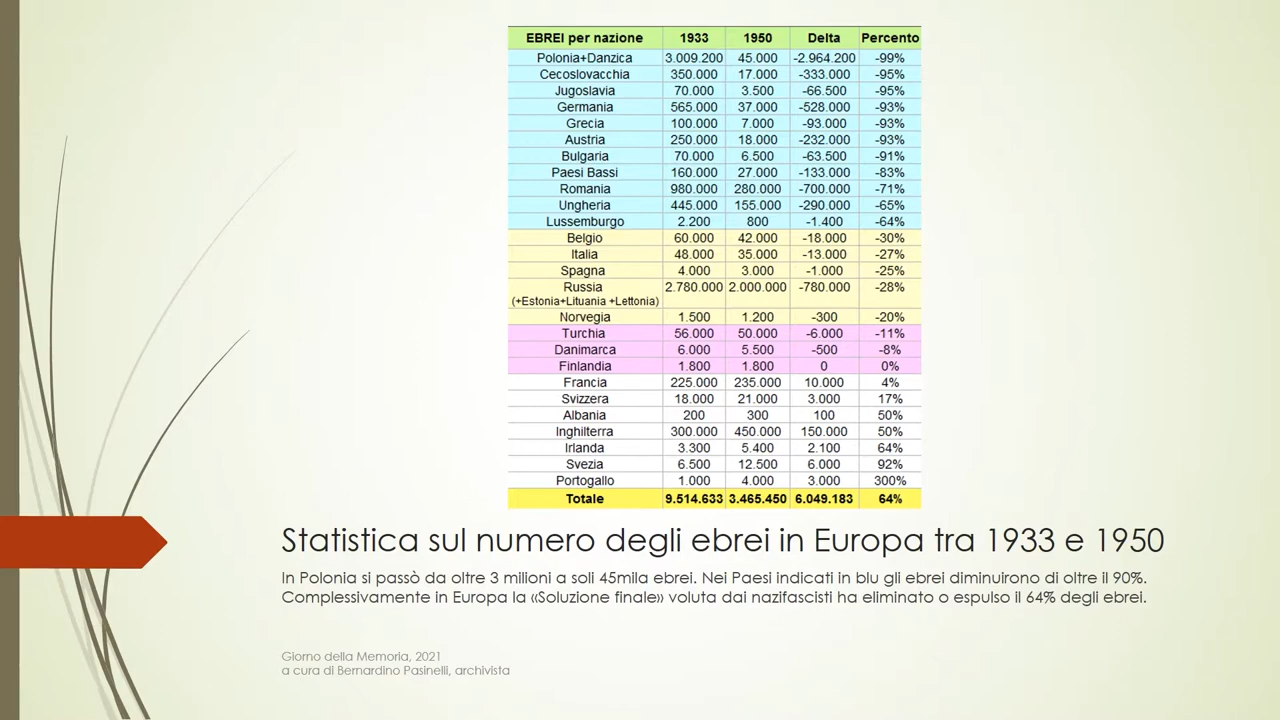 EBREI per nazione 1933 1950 Delta Percento
Polonia+Danzica 3.009.200 45.000 -2.964.200 -99%
Cecoslovacchia 350.000 17.000 -333.000 -95%
Jugoslavia 70.000 3.500 -66.500 -95%
Germania 565.000 37.000 -528.000 -93%
Grecia 100.000 7.000 -93.000 -93%
Austria 250.000 18.000 -232.000 -93%
Bulgaria 70.000 6.500 -63.500 -91%
Paesi Bassi 160.000 27.000 -133.000 -83%
Romania 980.000 280.000 -700.000 -71%
Ungheria 445.000 155.000 -290.000 -65%
Lussemburgo 2.200 800 -1.400 -64%
Belgio 60.000 42.000 -18.000 -30%
Italia 48.000 35.000 -13.000 -27%
Spagna 4.000 3.000 -1.000 -25%
Russia 2.780.000 2.000.000 -780.000 -28%
(+Estonia+Lituania +Lettonia)
Norvegia 1.500 1.200 -300 -20%
Turchia 56.000 50.000 -6.000 -11%
Danimarca 6.000 5.500 -500 -8%
Finlandia 1.800 1.800 0 0%
Francia 225.000 235.000 10.000 4%
Svizzera 18.000 21.000 3.000 17%
Albania 200 300 100 50%
Inghilterra 300.000 450.000 150.000 50%
Irlanda 3.300 5.400 2.100 64%
Svezia 6.500 12.500 6.000 92%
Portogallo 1.000 4.000 3.000 300%
Totale 9.514.633 3.465.450 6.049.183 64%
Statistica sul numero degli ebrei in Europa tra 1933 e 1950
In Polonia si passò da oltre 3 milioni a soli 45mila ebrei. Nei Paesi indicati in blu gli ebrei diminuirono di oltre il 90%.
Complessivamente in Europa la «Soluzione finale» voluta dai nazifascisti ha eliminato o espulso il 64% degli ebrei.
Giorno della Memoria, 2021
a cura di Bernardino Pasinelli, archivista